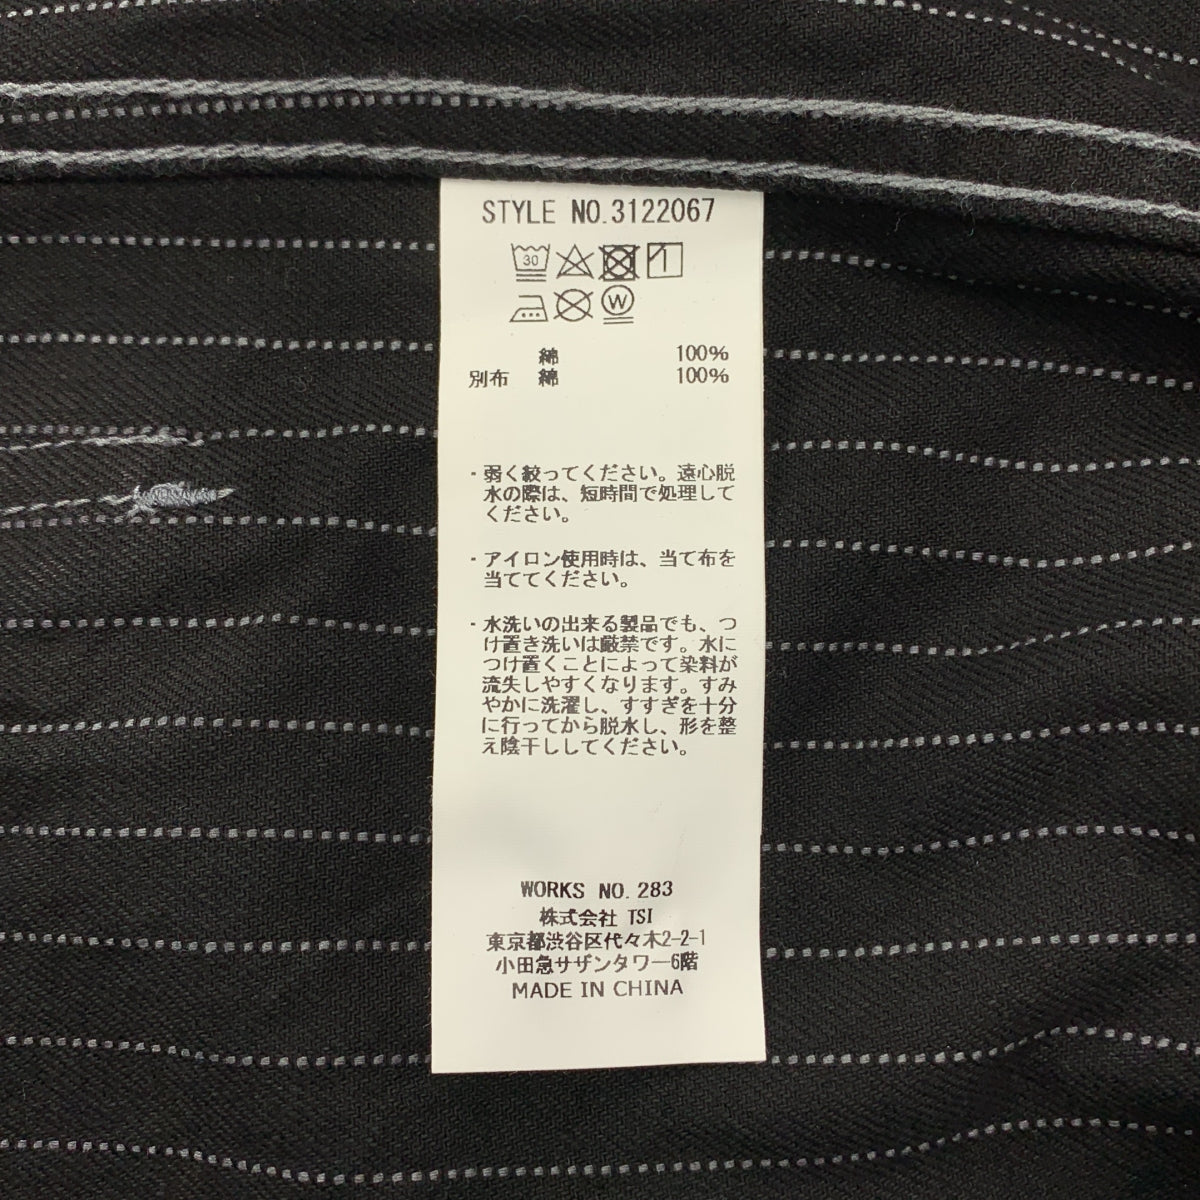 STYLE NO.3122067
30
W
綿 100%
別布 綿 100%
・弱く絞ってください。遠心脱
水の際は、短時間で処理して
ください。
・アイロン使用時は、当て布を
当ててください。
・水洗いの出来る製品でも、つ
け置き洗いは厳禁です。水に
つけ置くことによって染料が
流失しやすくなります。すみ
やかに洗濯し、すすぎを十分
に行ってから脱水し、形を整
え陰干ししてください。
WORKS NO. 283
株式会社 TSI
東京都渋谷区代々木2-2-1
小田急サザンタワー6階
MADE IN CHINA